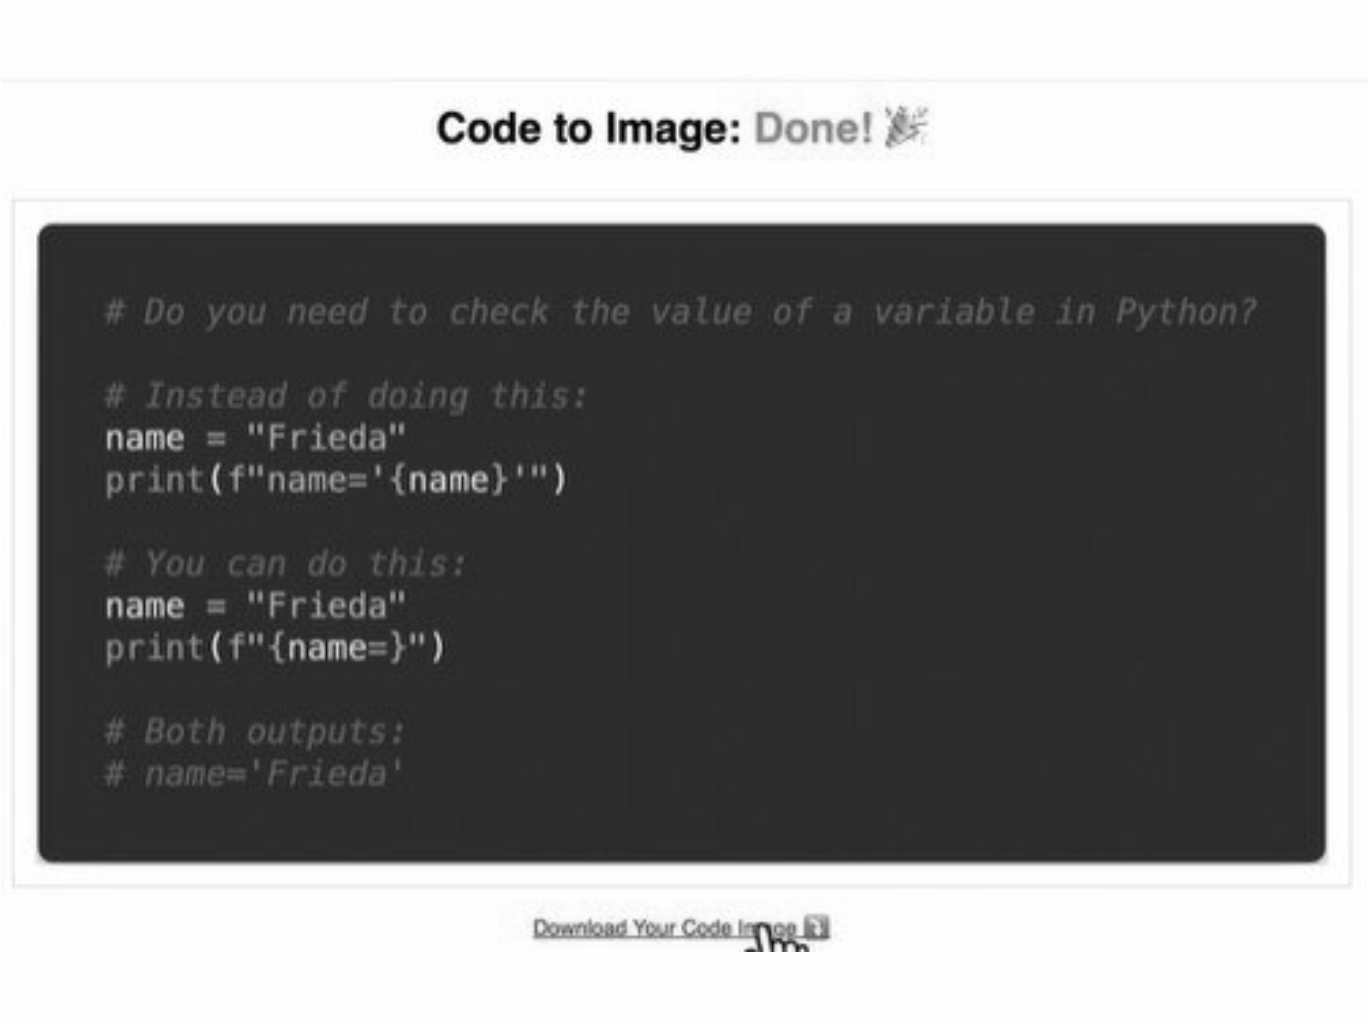 Code to Image: Done! 🎉
# Do you need to check the value of a variable in Python?
# Instead of doing this:
name = "Frieda"
print(f"name='{name}'")
# You can do this:
name = "Frieda"
print(f"{name=}")
# Both outputs:
# name='Frieda'
Download Your Code Image